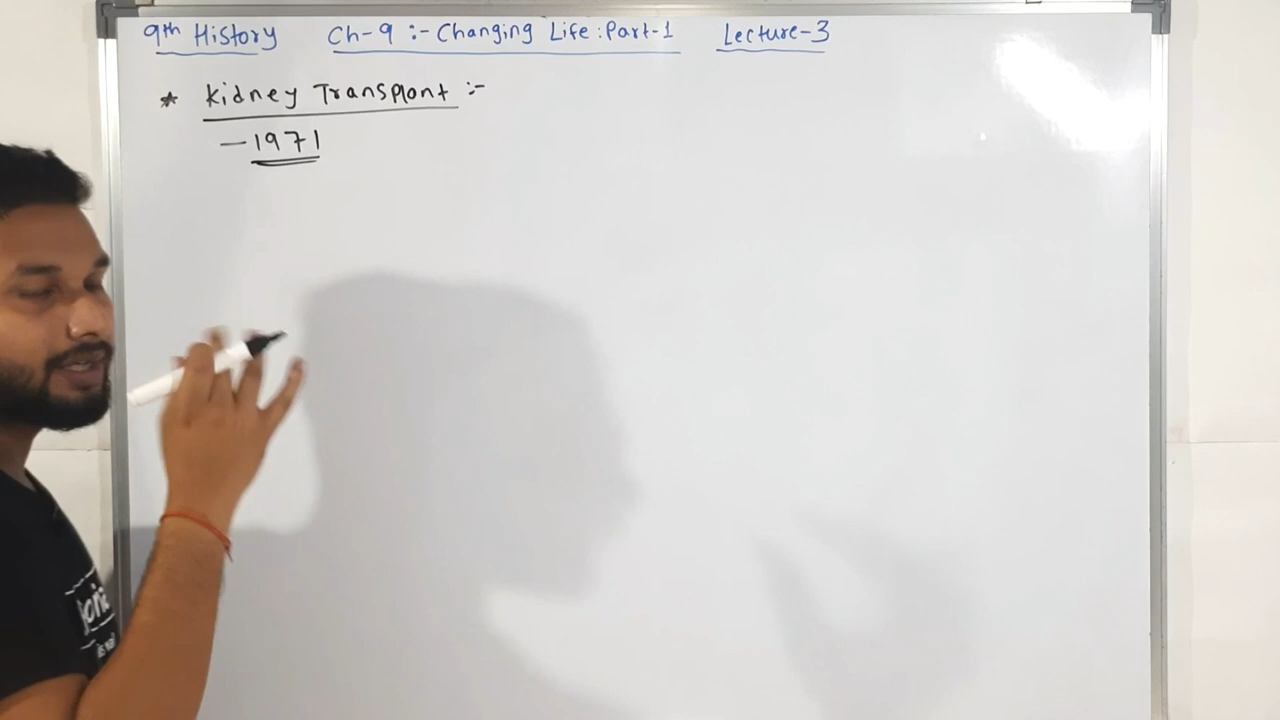 9th History Ch-9 :- Changing Life : Part-1 Lecture-3
* Kidney Transplant :-
- 1971